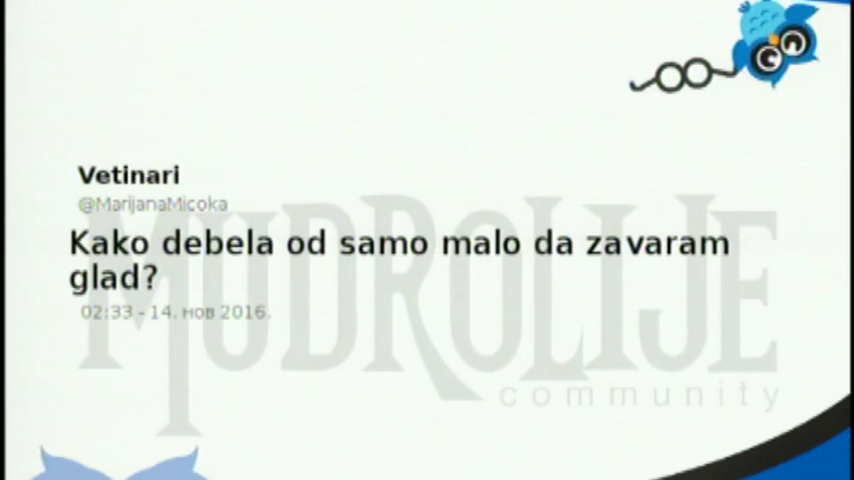 Vetinari
@MarijanaMicoka
Kako debela od samo malo da zavaram
glad?
02:33 - 14. нов 2016.
MUDROLIJE
community